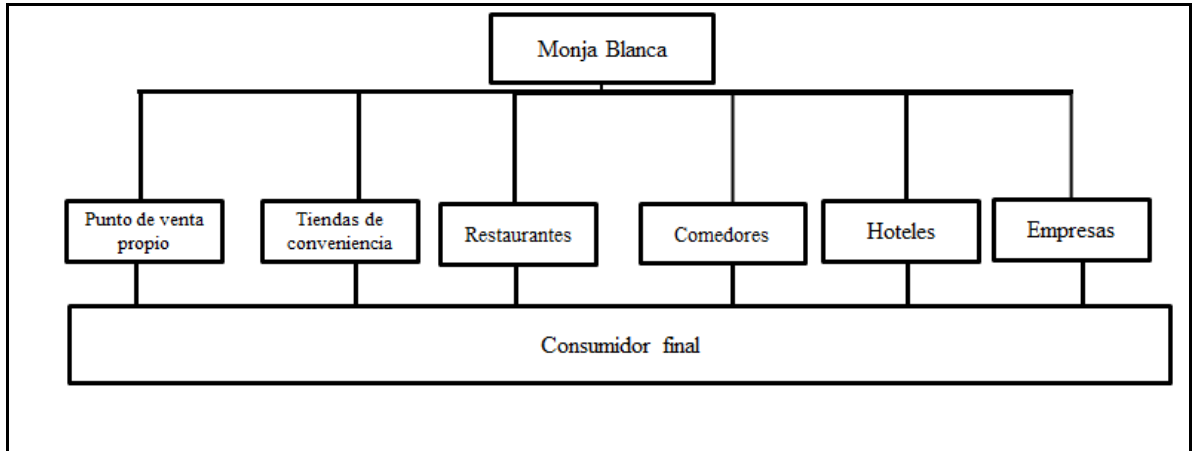 Monja Blanca
Punto de venta
propio
Tiendas de
conveniencia
Restaurantes
Comedores
Hoteles
Empresas
Consumidor final